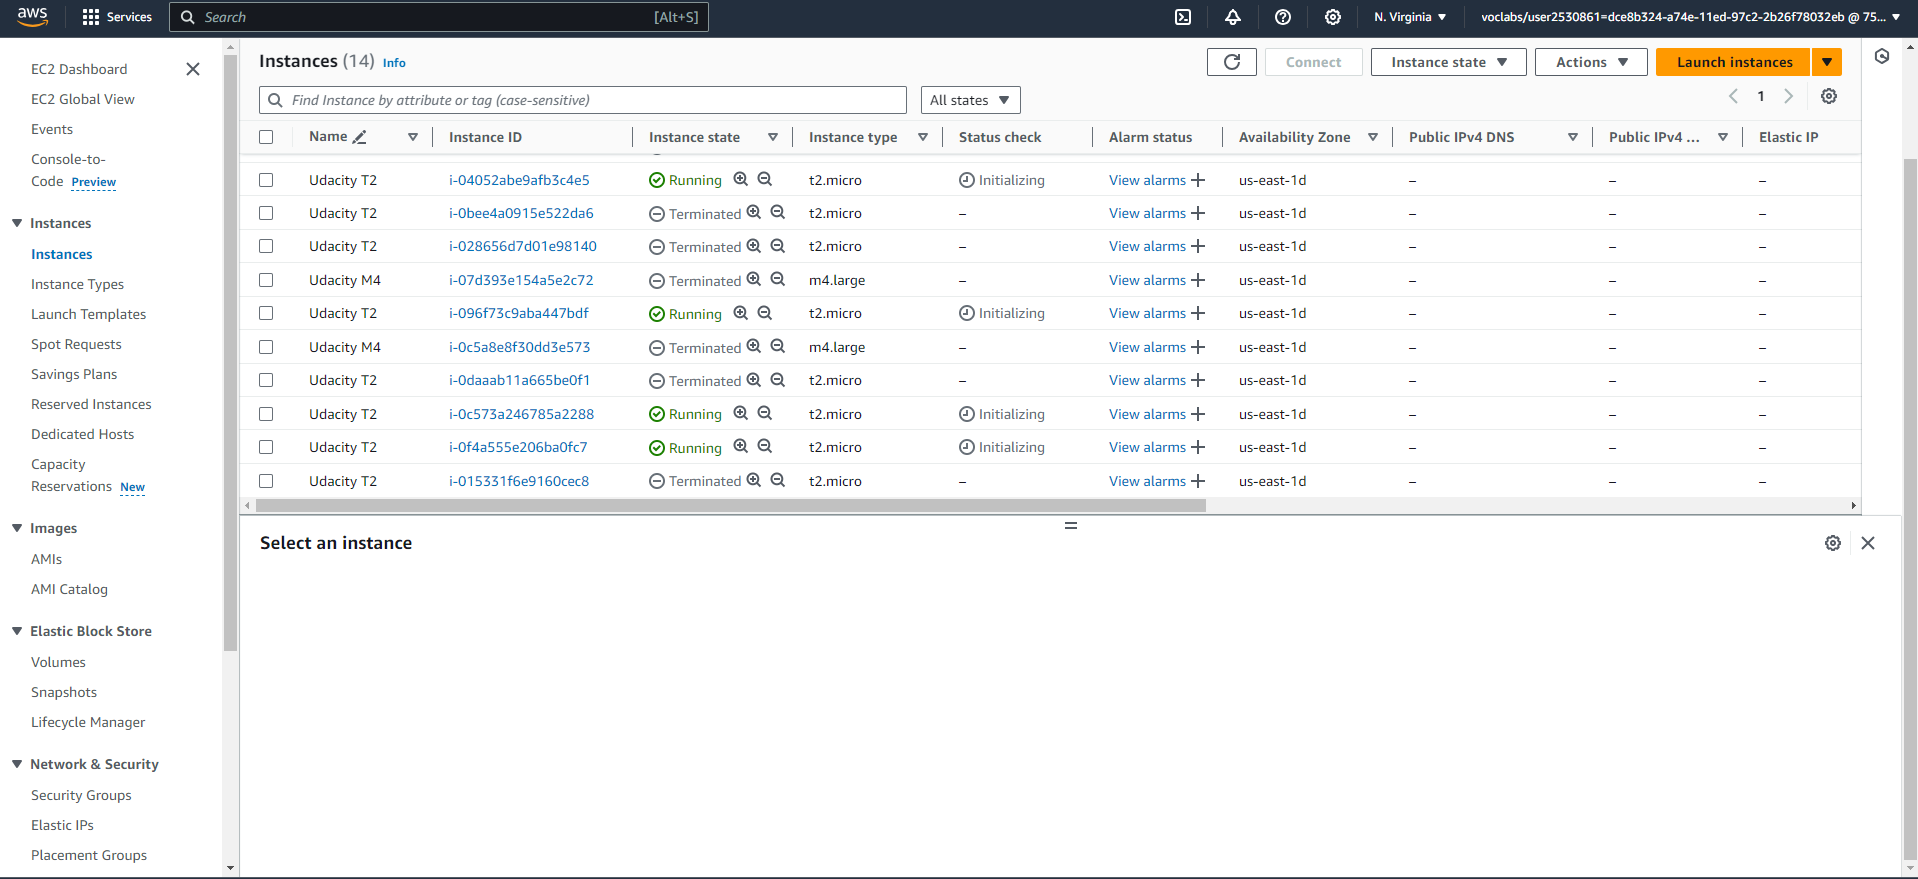 aws
Services
Search
[Alt+S]
N. Virginia
voclabs/user2530861=dce8b324-a74e-11ed-97c2-2b26f78032eb @ 75...
EC2 Dashboard
EC2 Global View
Events
Console-to-
Code Preview
Instances
Instances
Instance Types
Launch Templates
Spot Requests
Savings Plans
Reserved Instances
Dedicated Hosts
Capacity
Reservations New
Images
AMIs
AMI Catalog
Elastic Block Store
Volumes
Snapshots
Lifecycle Manager
Network & Security
Security Groups
Elastic IPs
Placement Groups
Instances (14) Info
Connect
Instance state
Actions
Launch instances
Find Instance by attribute or tag (case-sensitive)
All states
1
Name Instance ID Instance state Instance type Status check Alarm status Availability Zone Public IPv4 DNS Public IPv4 ... Elastic IP
Udacity T2 i-04052abe9afb3c4e5 Running t2.micro Initializing View alarms + us-east-1d – – –
Udacity T2 i-0bee4a0915e522da6 Terminated t2.micro – View alarms + us-east-1d – – –
Udacity T2 i-028656d7d01e98140 Terminated t2.micro – View alarms + us-east-1d – – –
Udacity M4 i-07d393e154a5e2c72 Terminated m4.large – View alarms + us-east-1d – – –
Udacity T2 i-096f73c9aba447bdf Running t2.micro Initializing View alarms + us-east-1d – – –
Udacity M4 i-0c5a8e8f30dd3e573 Terminated m4.large – View alarms + us-east-1d – – –
Udacity T2 i-0daaab11a665be0f1 Terminated t2.micro – View alarms + us-east-1d – – –
Udacity T2 i-0c573a246785a2288 Running t2.micro Initializing View alarms + us-east-1d – – –
Udacity T2 i-0f4a555e206ba0fc7 Running t2.micro Initializing View alarms + us-east-1d – – –
Udacity T2 i-015331f6e9160cec8 Terminated t2.micro – View alarms + us-east-1d – – –
Select an instance